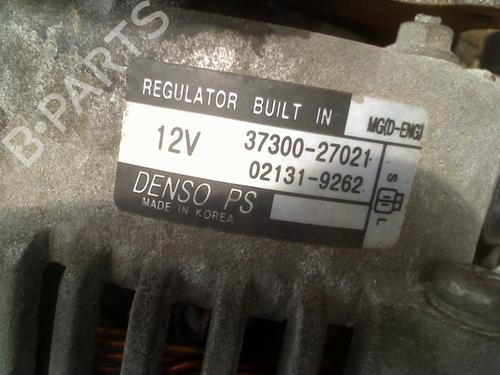 B-PARTS
REGULATOR BUILT IN
MG(D-ENG)
12V 37300-27021
02131-9262
S
L
DENSO PS
MADE IN KOREA